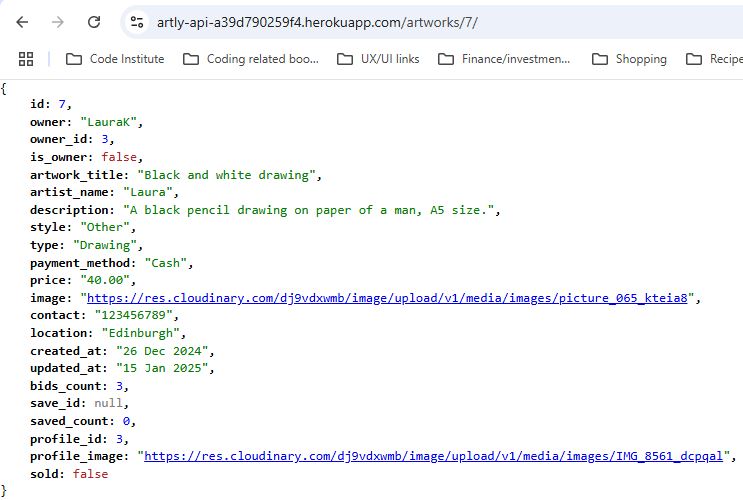 artly-api-a39d790259f4.herokuapp.com/artworks/7/
Code Institute Coding related boo... UX/UI links Finance/investmen... Shopping Recipe
{
id: 7,
owner: "LauraK",
owner_id: 3,
is_owner: false,
artwork_title: "Black and white drawing",
artist_name: "Laura",
description: "A black pencil drawing on paper of a man, A5 size.",
style: "Other",
type: "Drawing",
payment_method: "Cash",
price: "40.00",
image: "https://res.cloudinary.com/dj9vdxwmb/image/upload/v1/media/images/picture_065_kteia8",
contact: "123456789",
location: "Edinburgh",
created_at: "26 Dec 2024",
updated_at: "15 Jan 2025",
bids_count: 3,
save_id: null,
saved_count: 0,
profile_id: 3,
profile_image: "https://res.cloudinary.com/dj9vdxwmb/image/upload/v1/media/images/IMG_8561_dcpqal",
sold: false
}